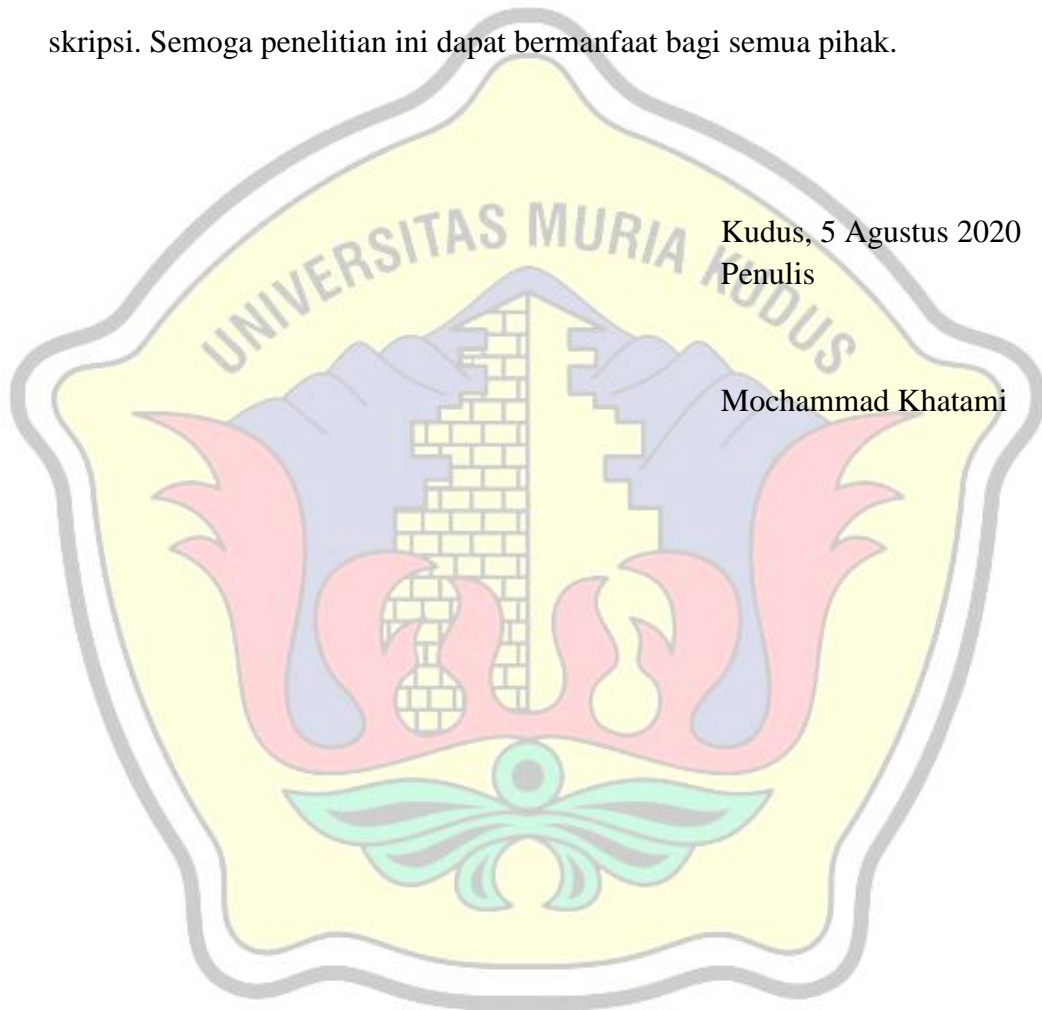 skripsi. Semoga penelitian ini dapat bermanfaat bagi semua pihak.
UNIVERSITAS MURIA KUDUS
Kudus, 5 Agustus 2020
Penulis
Mochammad Khatami